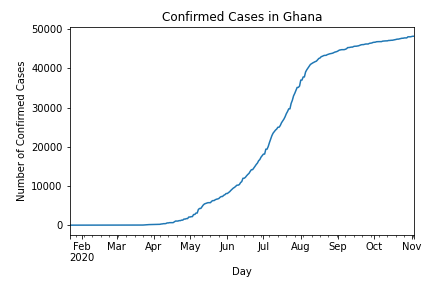 Confirmed Cases in Ghana
Number of Confirmed Cases
50000
40000
30000
20000
10000
0
Feb Mar Apr May Jun Jul Aug Sep Oct Nov
2020
Day